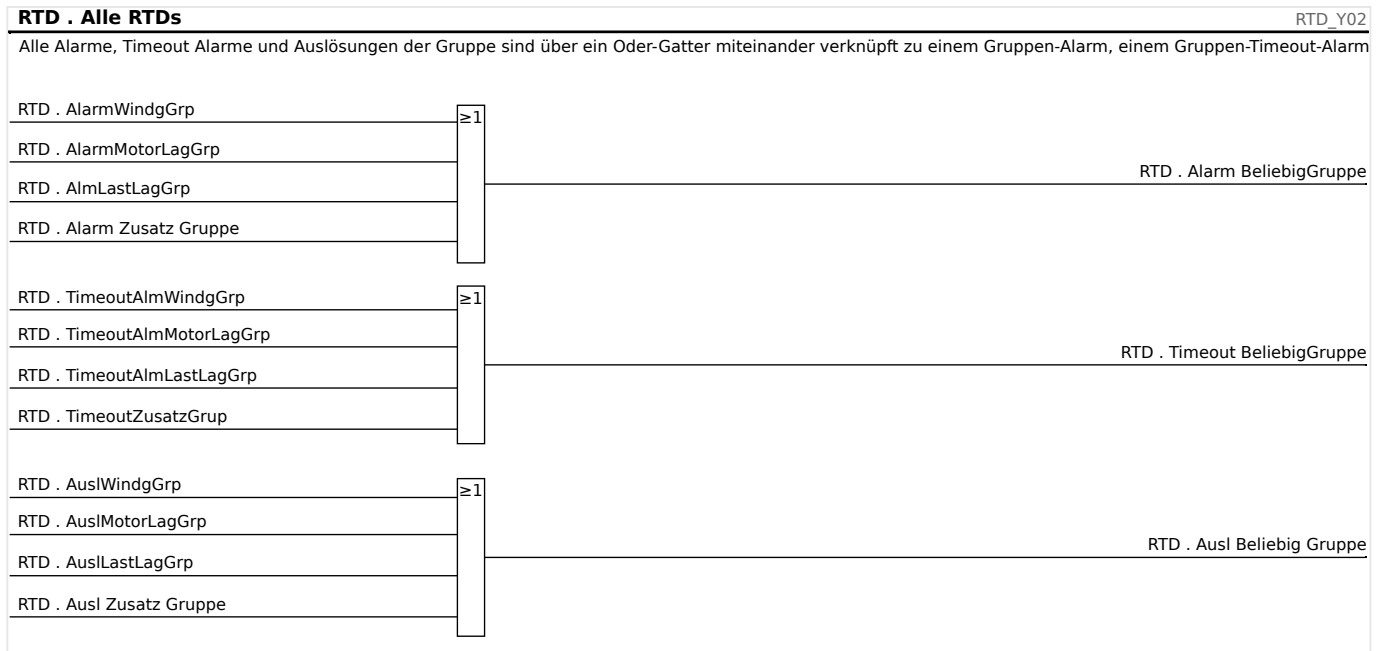 RTD . Alle RTDs
RTD_Y02
Alle Alarme, Timeout Alarme und Auslösungen der Gruppe sind über ein Oder-Gatter miteinander verknüpft zu einem Gruppen-Alarm, einem Gruppen-Timeout-Alarm
RTD . AlarmWindgGrp
≥1
RTD . AlarmMotorLagGrp
RTD . Alarm BeliebigGruppe
RTD . AlmLastLagGrp
RTD . Alarm Zusatz Gruppe
RTD . TimeoutAlmWindgGrp
≥1
RTD . TimeoutAlmMotorLagGrp
RTD . Timeout BeliebigGruppe
RTD . TimeoutAlmLastLagGrp
RTD . TimeoutZusatzGrup
RTD . AuslWindgGrp
≥1
RTD . AuslMotorLagGrp
RTD . Ausl Beliebig Gruppe
RTD . AuslLastLagGrp
RTD . Ausl Zusatz Gruppe